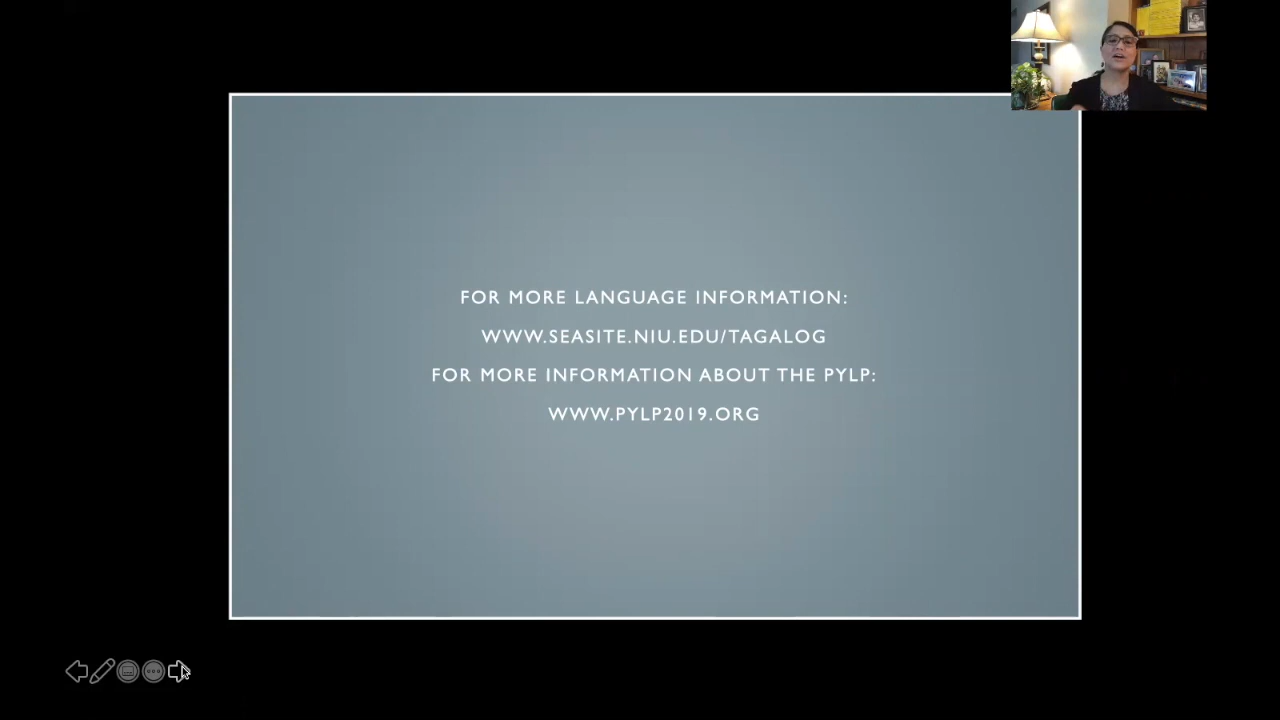 FOR MORE LANGUAGE INFORMATION:
WWW.SEASITE.NIU.EDU/TAGALOG
FOR MORE INFORMATION ABOUT THE PYLP:
WWW.PYLP2019.ORG